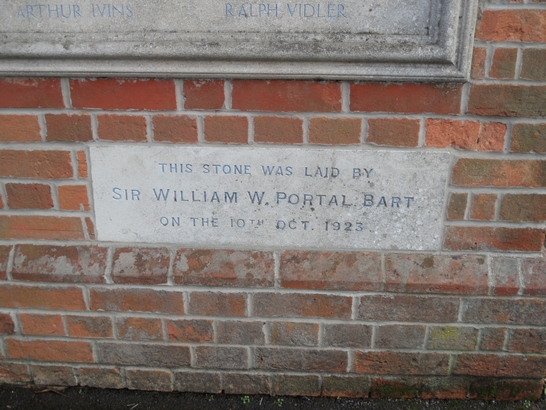 ARTHUR IVINS RALPH VIDLER
THIS STONE WAS LAID BY
SIR WILLIAM W. PORTAL. BART
ON THE 10TH OCT. 1923.